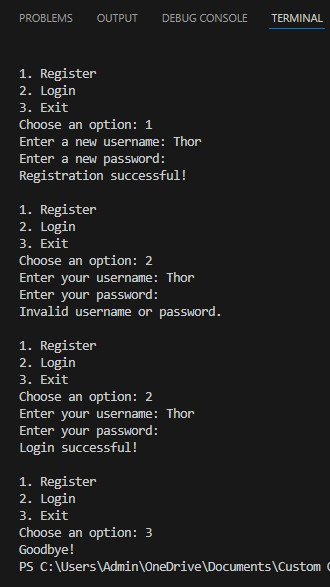 PROBLEMS OUTPUT DEBUG CONSOLE TERMINAL
1. Register
2. Login
3. Exit
Choose an option: 1
Enter a new username: Thor
Enter a new password:
Registration successful!
1. Register
2. Login
3. Exit
Choose an option: 2
Enter your username: Thor
Enter your password:
Invalid username or password.
1. Register
2. Login
3. Exit
Choose an option: 2
Enter your username: Thor
Enter your password:
Login successful!
1. Register
2. Login
3. Exit
Choose an option: 3
Goodbye!
PS C:\Users\Admin\OneDrive\Documents\Custom